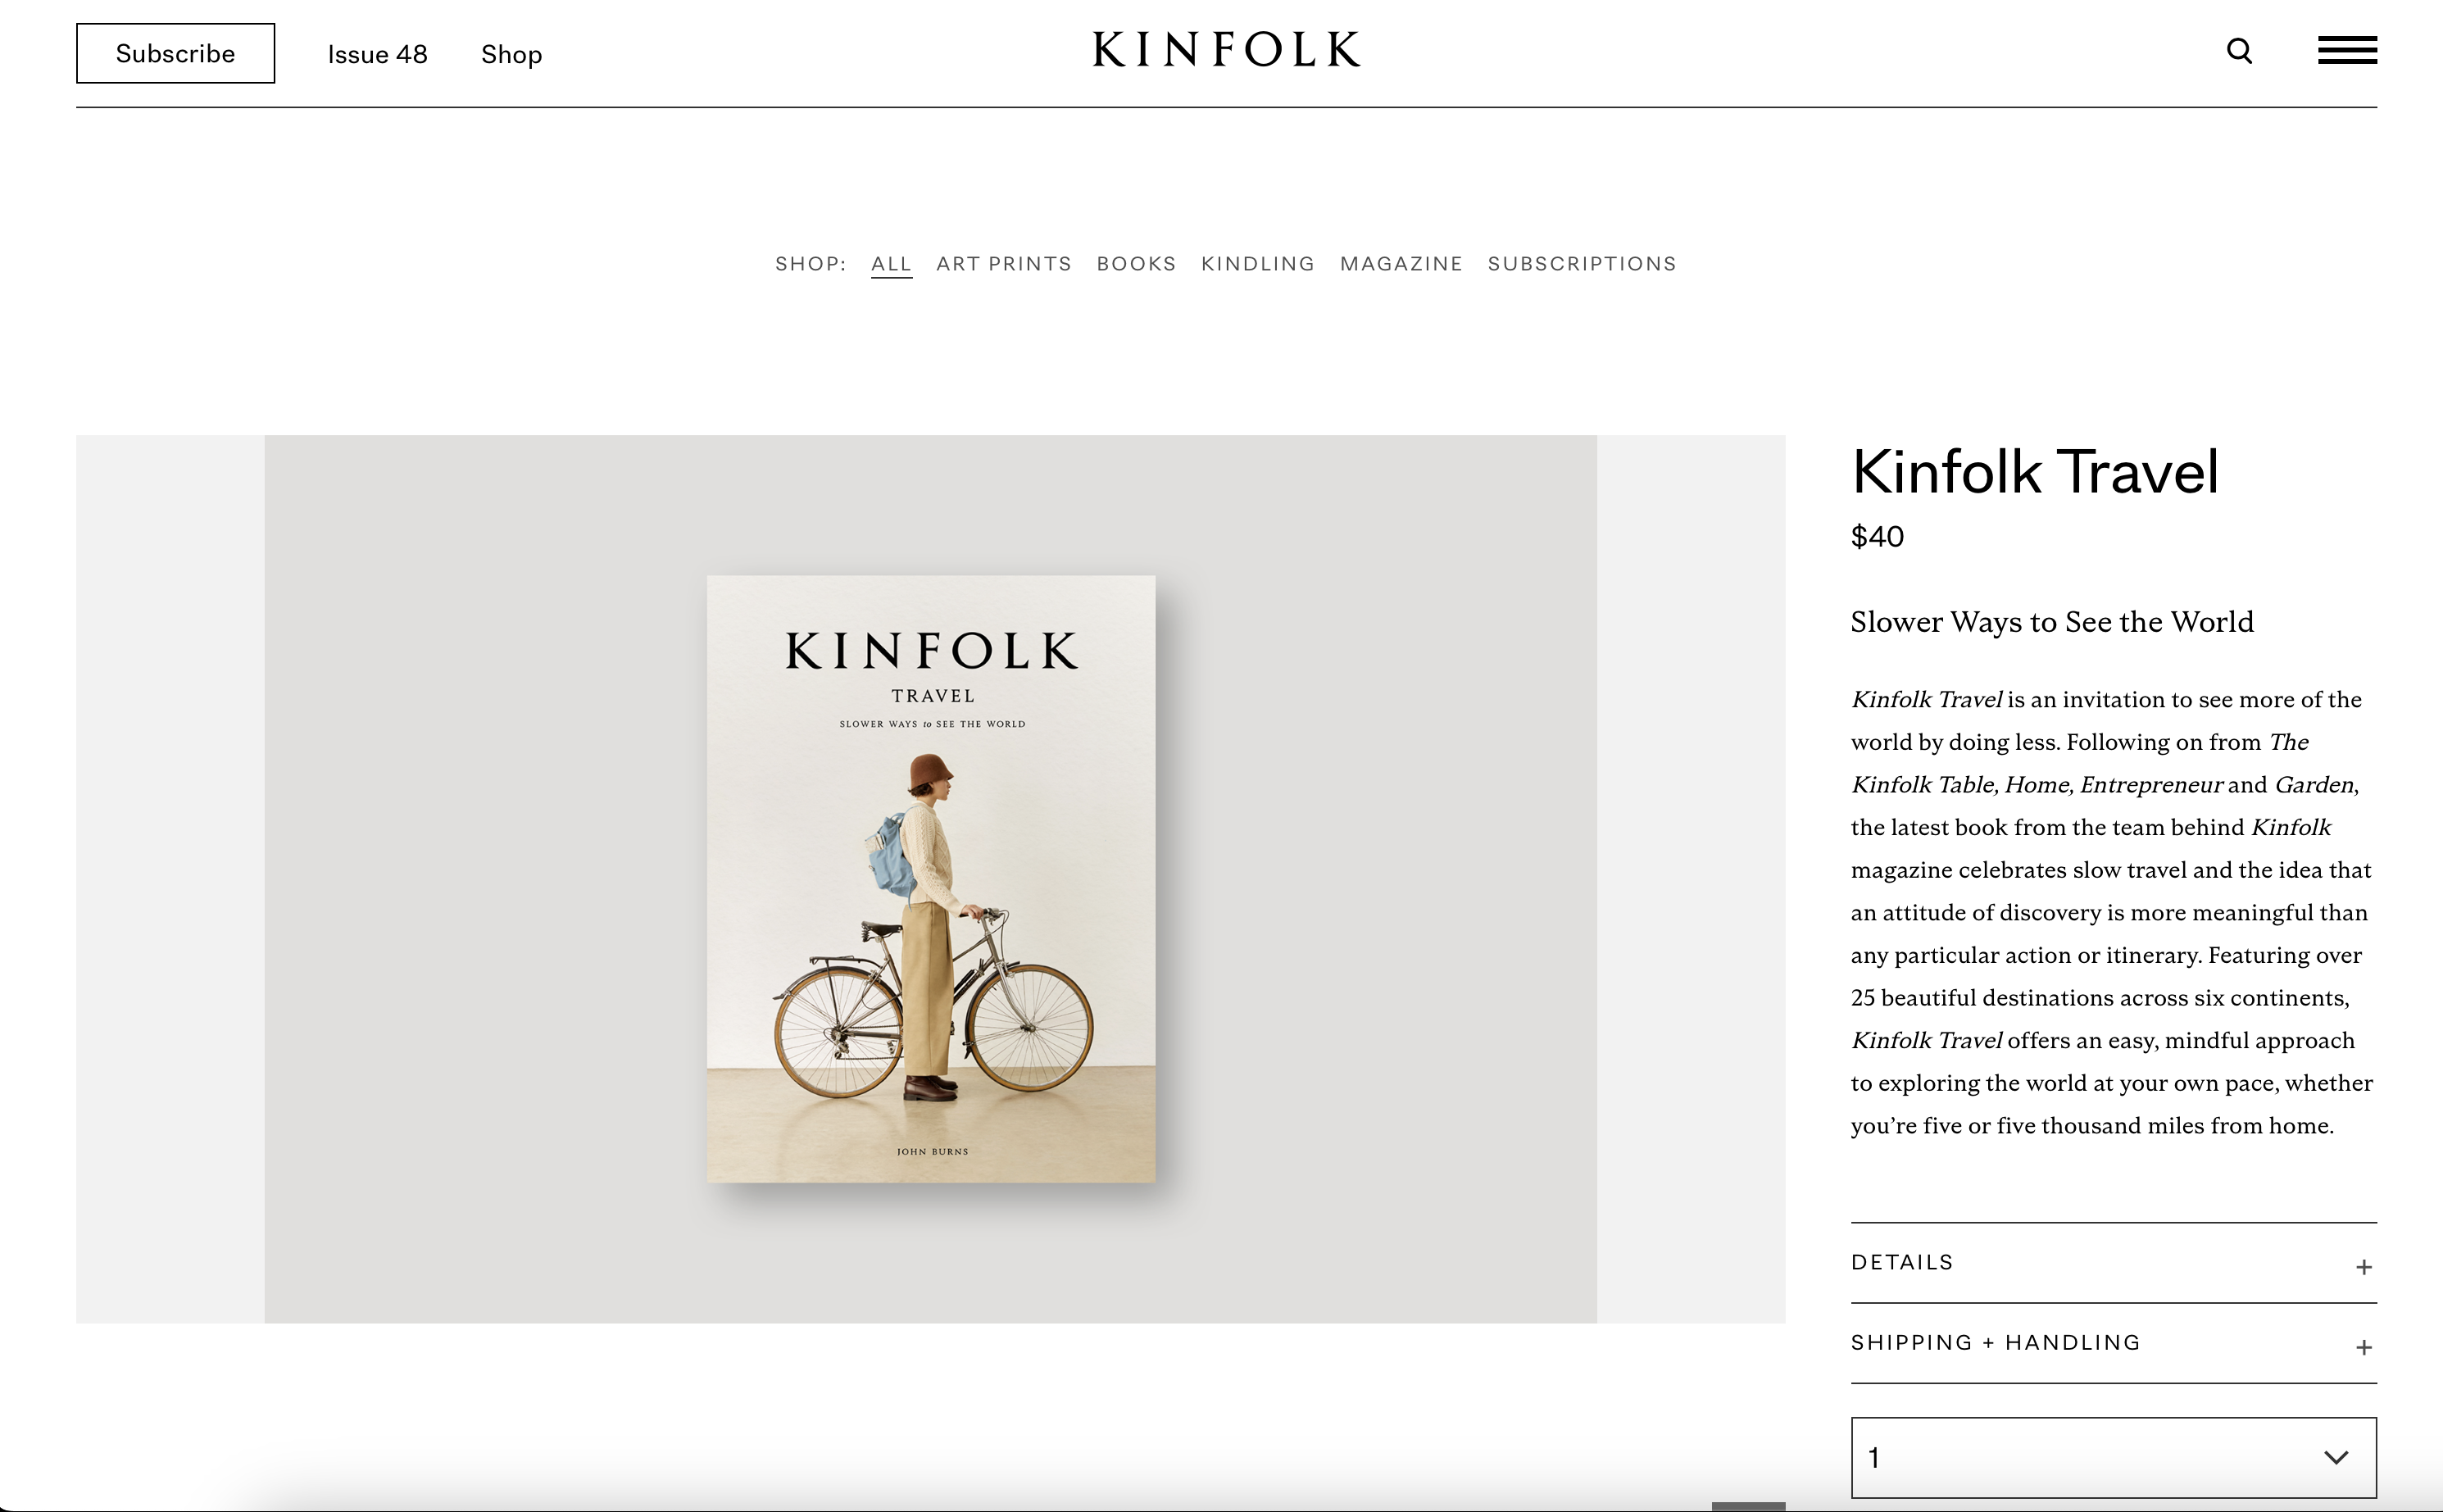 Subscribe
Issue 48
Shop
KINFOLK
SHOP: ALL ART PRINTS BOOKS KINDLING MAGAZINE SUBSCRIPTIONS
KINFOLK
TRAVEL
SLOWER WAYS to SEE THE WORLD
JOHN BURNS
Kinfolk Travel
$40
Slower Ways to See the World
Kinfolk Travel is an invitation to see more of the
world by doing less. Following on from The
Kinfolk Table, Home, Entrepreneur and Garden,
the latest book from the team behind Kinfolk
magazine celebrates slow travel and the idea that
an attitude of discovery is more meaningful than
any particular action or itinerary. Featuring over
25 beautiful destinations across six continents,
Kinfolk Travel offers an easy, mindful approach
to exploring the world at your own pace, whether
you’re five or five thousand miles from home.
DETAILS +
SHIPPING + HANDLING +
1